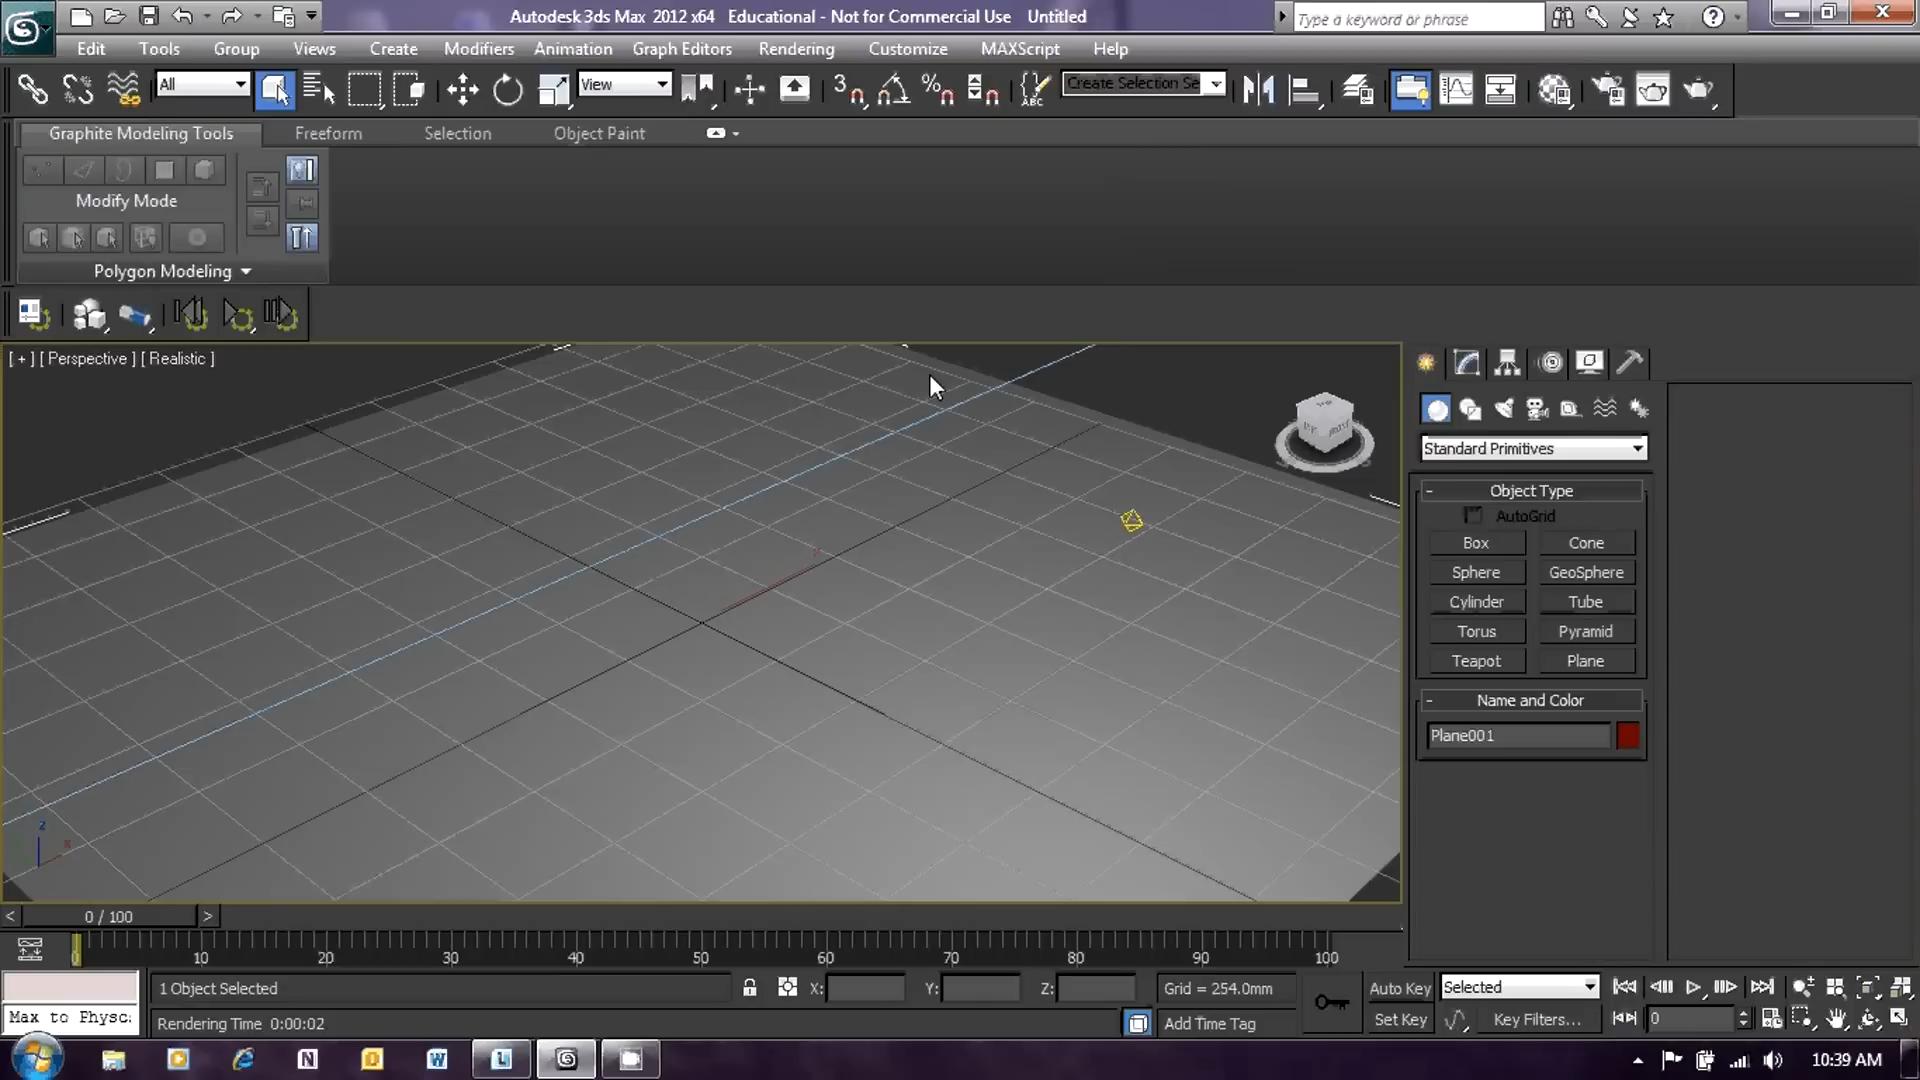 Autodesk 3ds Max 2012 x64 Educational - Not for Commercial Use Untitled
Type a keyword or phrase
Edit Tools Group Views Create Modifiers Animation Graph Editors Rendering Customize MAXScript Help
All View 3 ABC Create Selection Se
Graphite Modeling Tools Freeform Selection Object Paint
Modify Mode
Polygon Modeling
[ + ] [ Perspective ] [ Realistic ]
Standard Primitives
- Object Type
AutoGrid
Box Cone
Sphere GeoSphere
Cylinder Tube
Torus Pyramid
Teapot Plane
- Name and Color
Plane001
z
x
< 0 / 100 >
0 10 20 30 40 50 60 70 80 90 100
1 Object Selected X: Y: Z: Grid = 254.0mm Auto Key Selected
Max to Physc: Rendering Time 0:00:02 Add Time Tag Set Key Key Filters... 0
10:39 AM